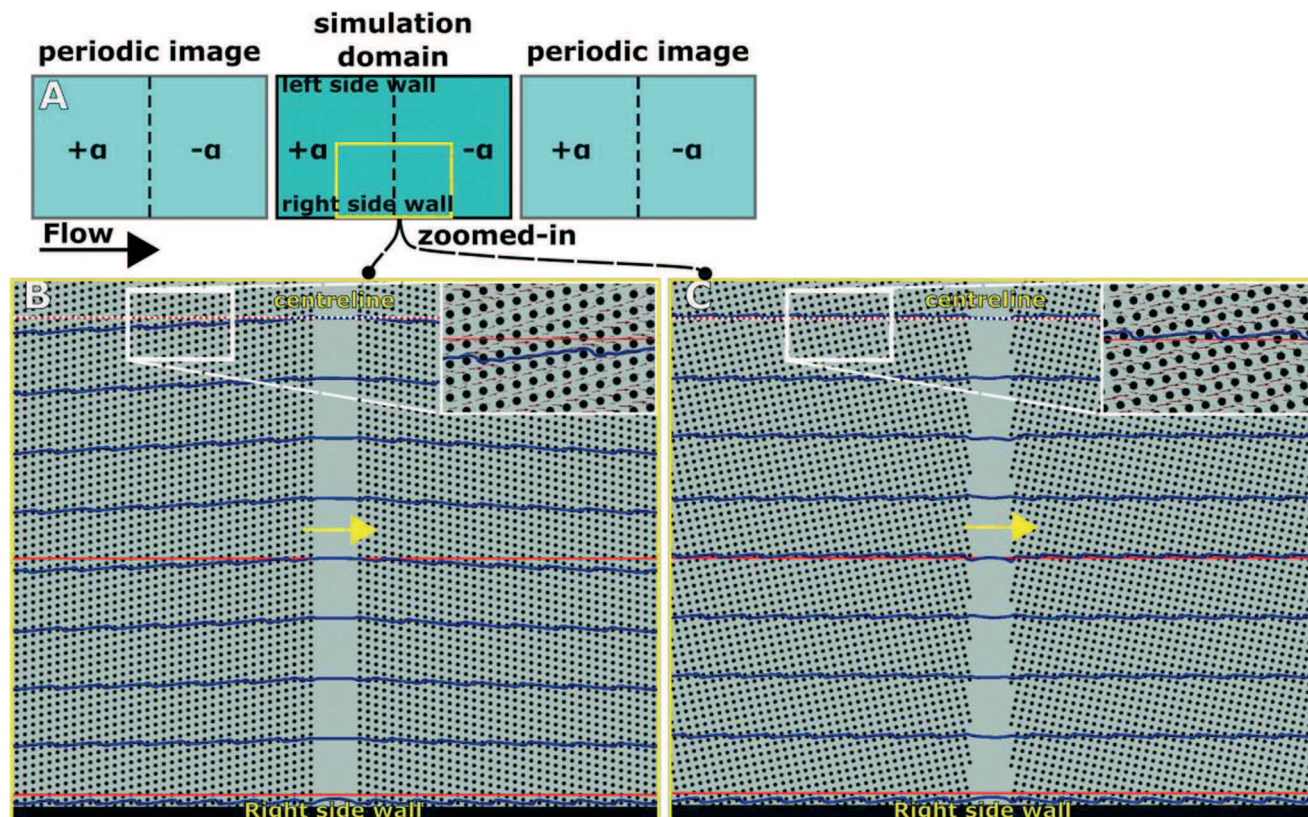 simulation
periodic image domain periodic image
A left side wall
+α -α +α -α +α -α
right side wall
Flow zoomed-in
B centreline C centreline
Right side wall Right side wall